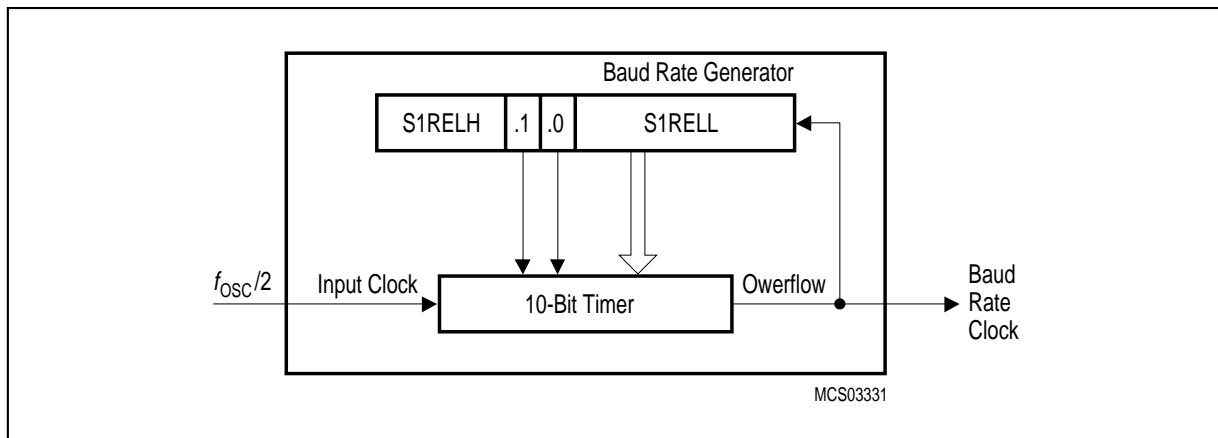 Baud Rate Generator
S1RELH .1 .0 S1RELL
fOSC/2
Input Clock
10-Bit Timer
Owerflow
Baud
Rate
Clock
MCS03331